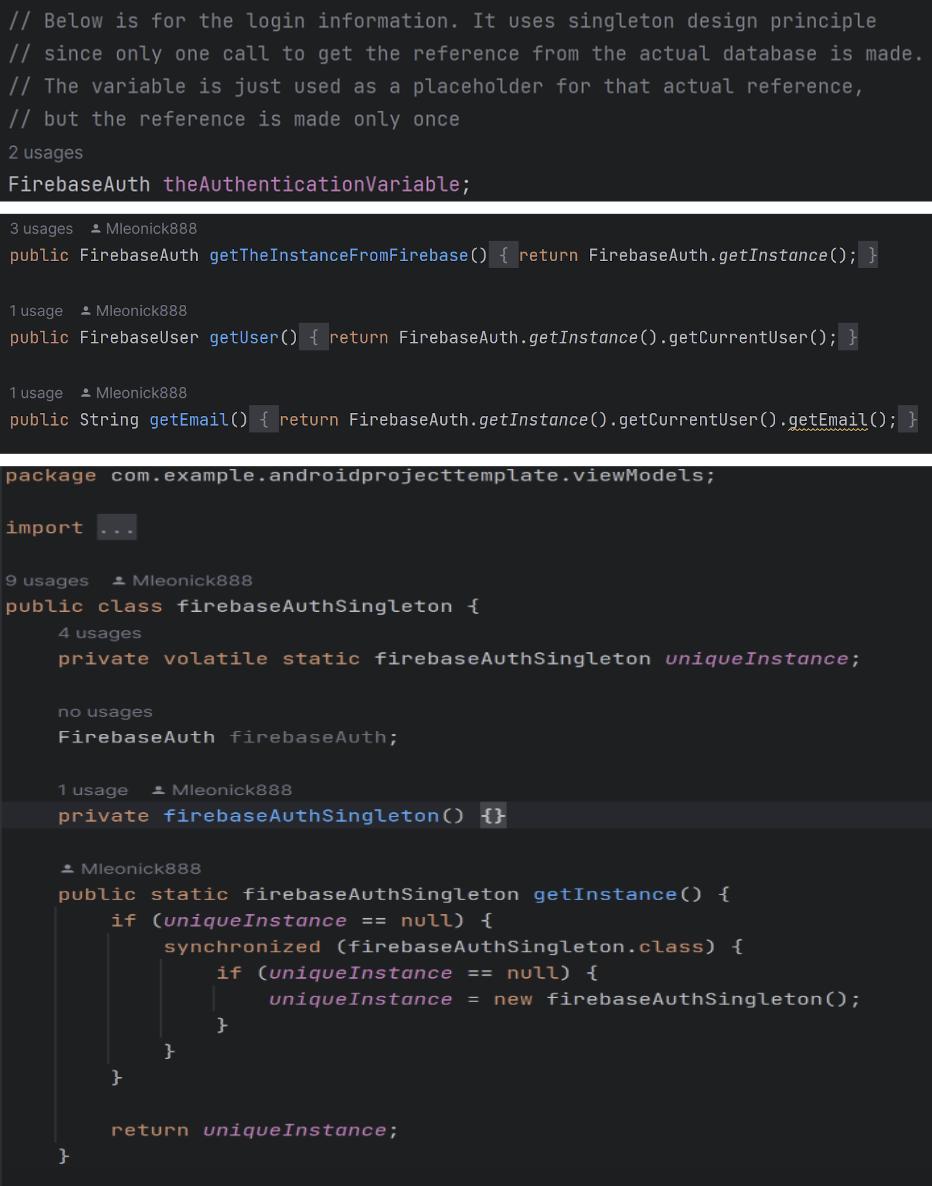 // Below is for the login information. It uses singleton design principle
// since only one call to get the reference from the actual database is made.
// The variable is just used as a placeholder for that actual reference,
// but the reference is made only once
2 usages
FirebaseAuth theAuthenticationVariable;
3 usages Mleonick888
public FirebaseAuth getTheInstanceFromFirebase() { return FirebaseAuth.getInstance(); }
1 usage Mleonick888
public FirebaseUser getUser() { return FirebaseAuth.getInstance().getCurrentUser(); }
1 usage Mleonick888
public String getEmail() { return FirebaseAuth.getInstance().getCurrentUser().getEmail(); }
package com.example.androidprojecttemplate.viewModels;
import ...
9 usages Mleonick888
public class firebaseAuthSingleton {
4 usages
private volatile static firebaseAuthSingleton uniqueInstance;
no usages
FirebaseAuth firebaseAuth;
1 usage Mleonick888
private firebaseAuthSingleton() {}
Mleonick888
public static firebaseAuthSingleton getInstance() {
if (uniqueInstance == null) {
synchronized (firebaseAuthSingleton.class) {
if (uniqueInstance == null) {
uniqueInstance = new firebaseAuthSingleton();
}
}
}
return uniqueInstance;
}